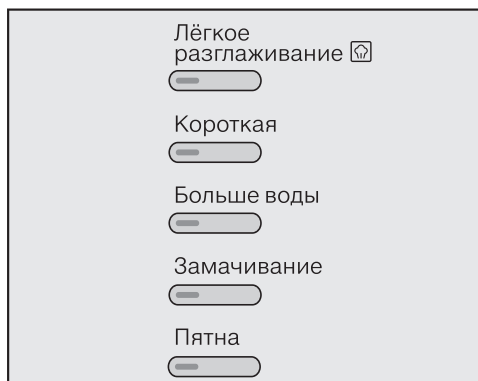 Лёгкое
разглаживание
Короткая
Больше воды
Замачивание
Пятна